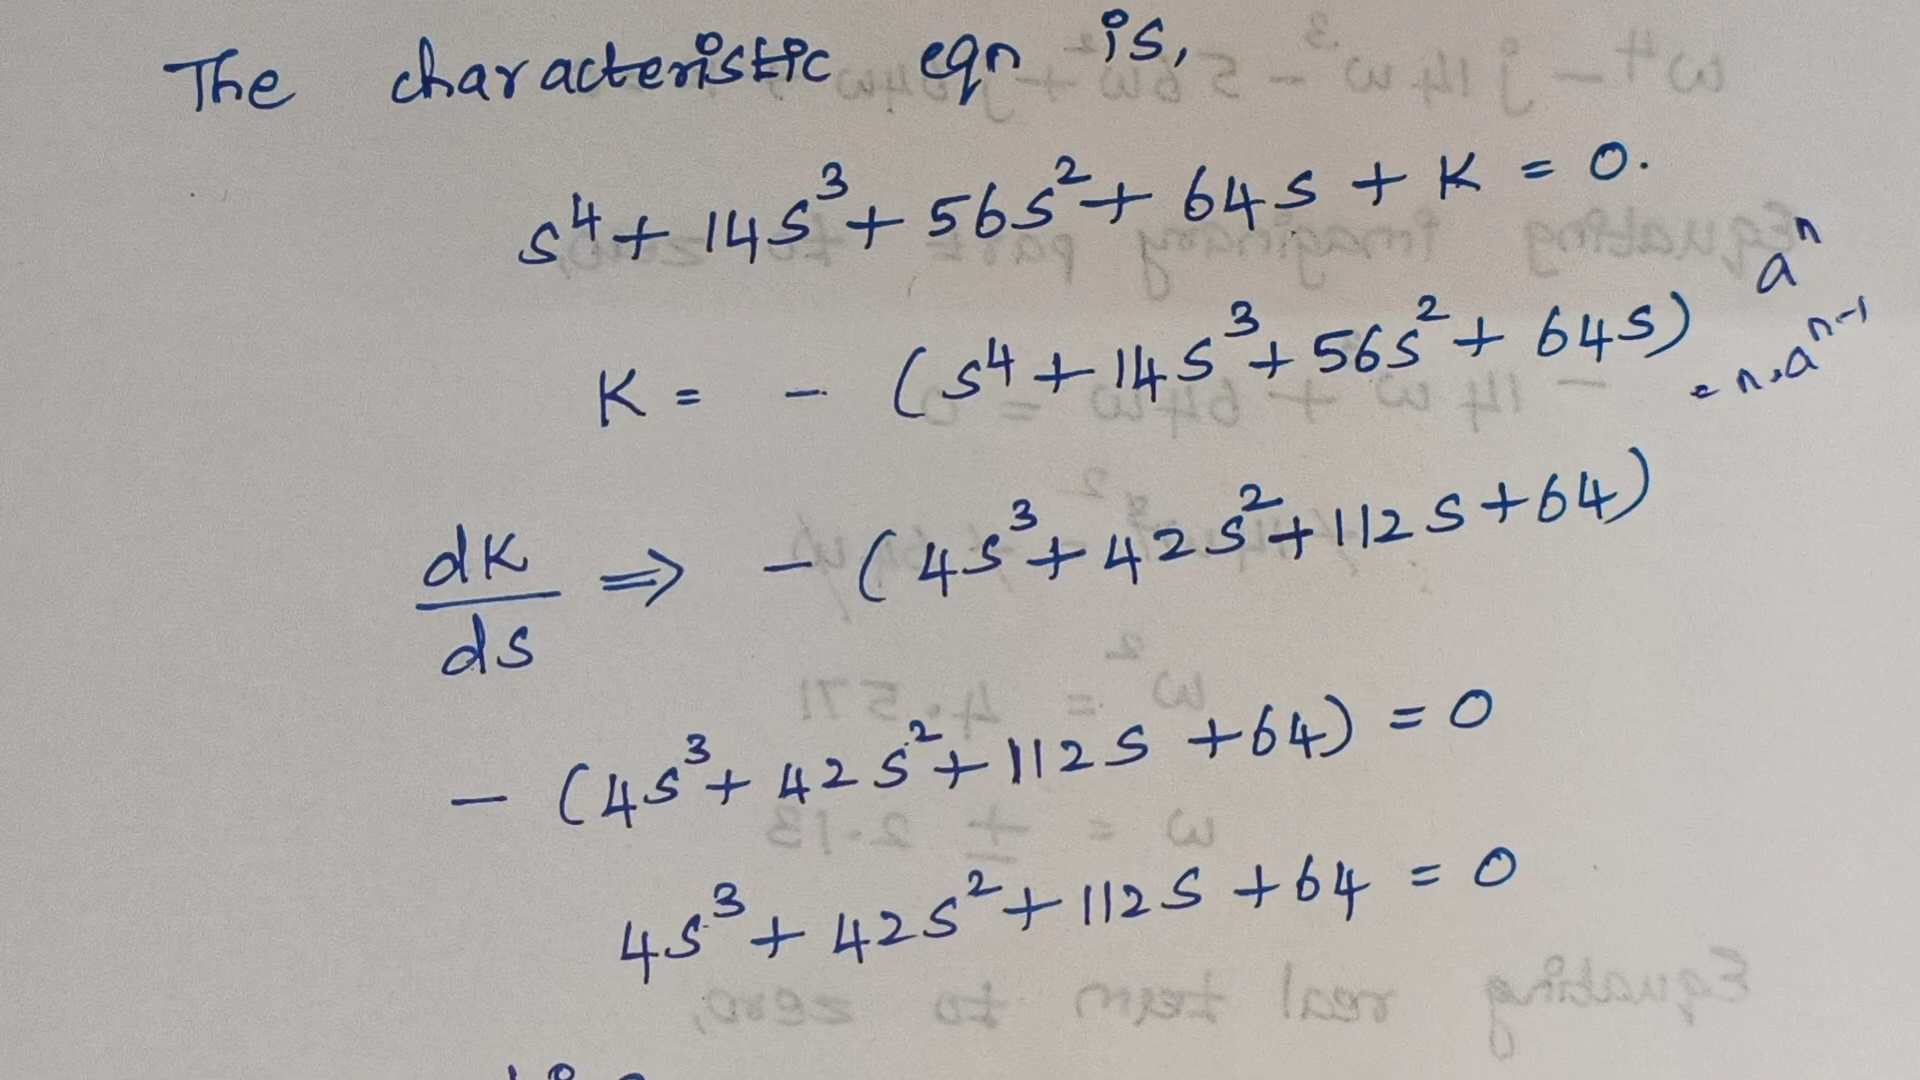 The characteristic eqn is,
s⁴ + 14s³ + 56s² + 64s + K = 0.
aⁿ
K = - (s⁴ + 14s³ + 56s² + 64s)
= n.aⁿ⁻¹
dK/ds ⇒ - (4s³ + 42s² + 112s + 64)
- (4s³ + 42s² + 112s + 64) = 0
4s³ + 42s² + 112s + 64 = 0